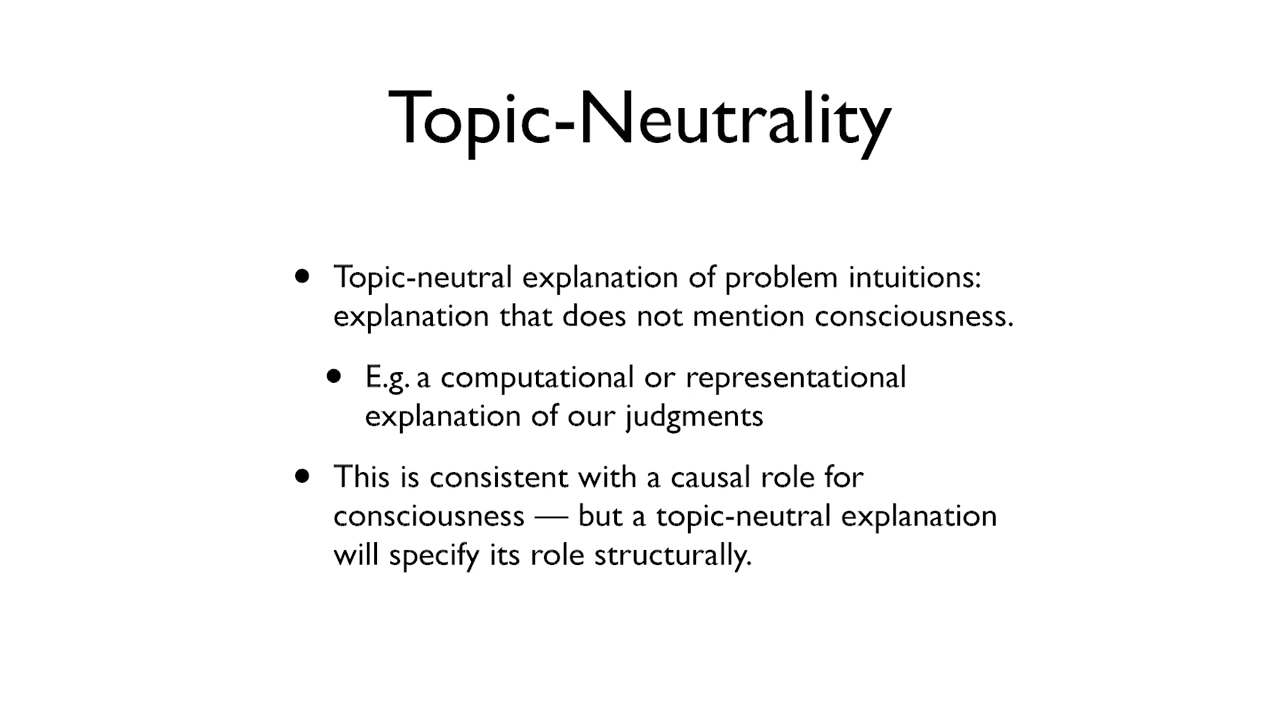 Topic-Neutrality
• Topic-neutral explanation of problem intuitions:
explanation that does not mention consciousness.
• E.g. a computational or representational
explanation of our judgments
• This is consistent with a causal role for
consciousness — but a topic-neutral explanation
will specify its role structurally.